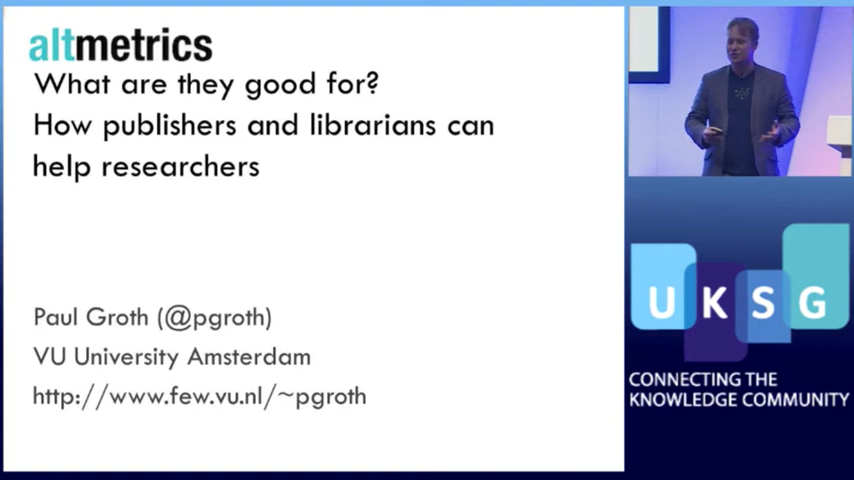 altmetrics
What are they good for?
How publishers and librarians can
help researchers
Paul Groth (@pgroth)
VU University Amsterdam
http://www.few.vu.nl/~pgroth
UKSG
CONNECTING THE
KNOWLEDGE COMMUNITY